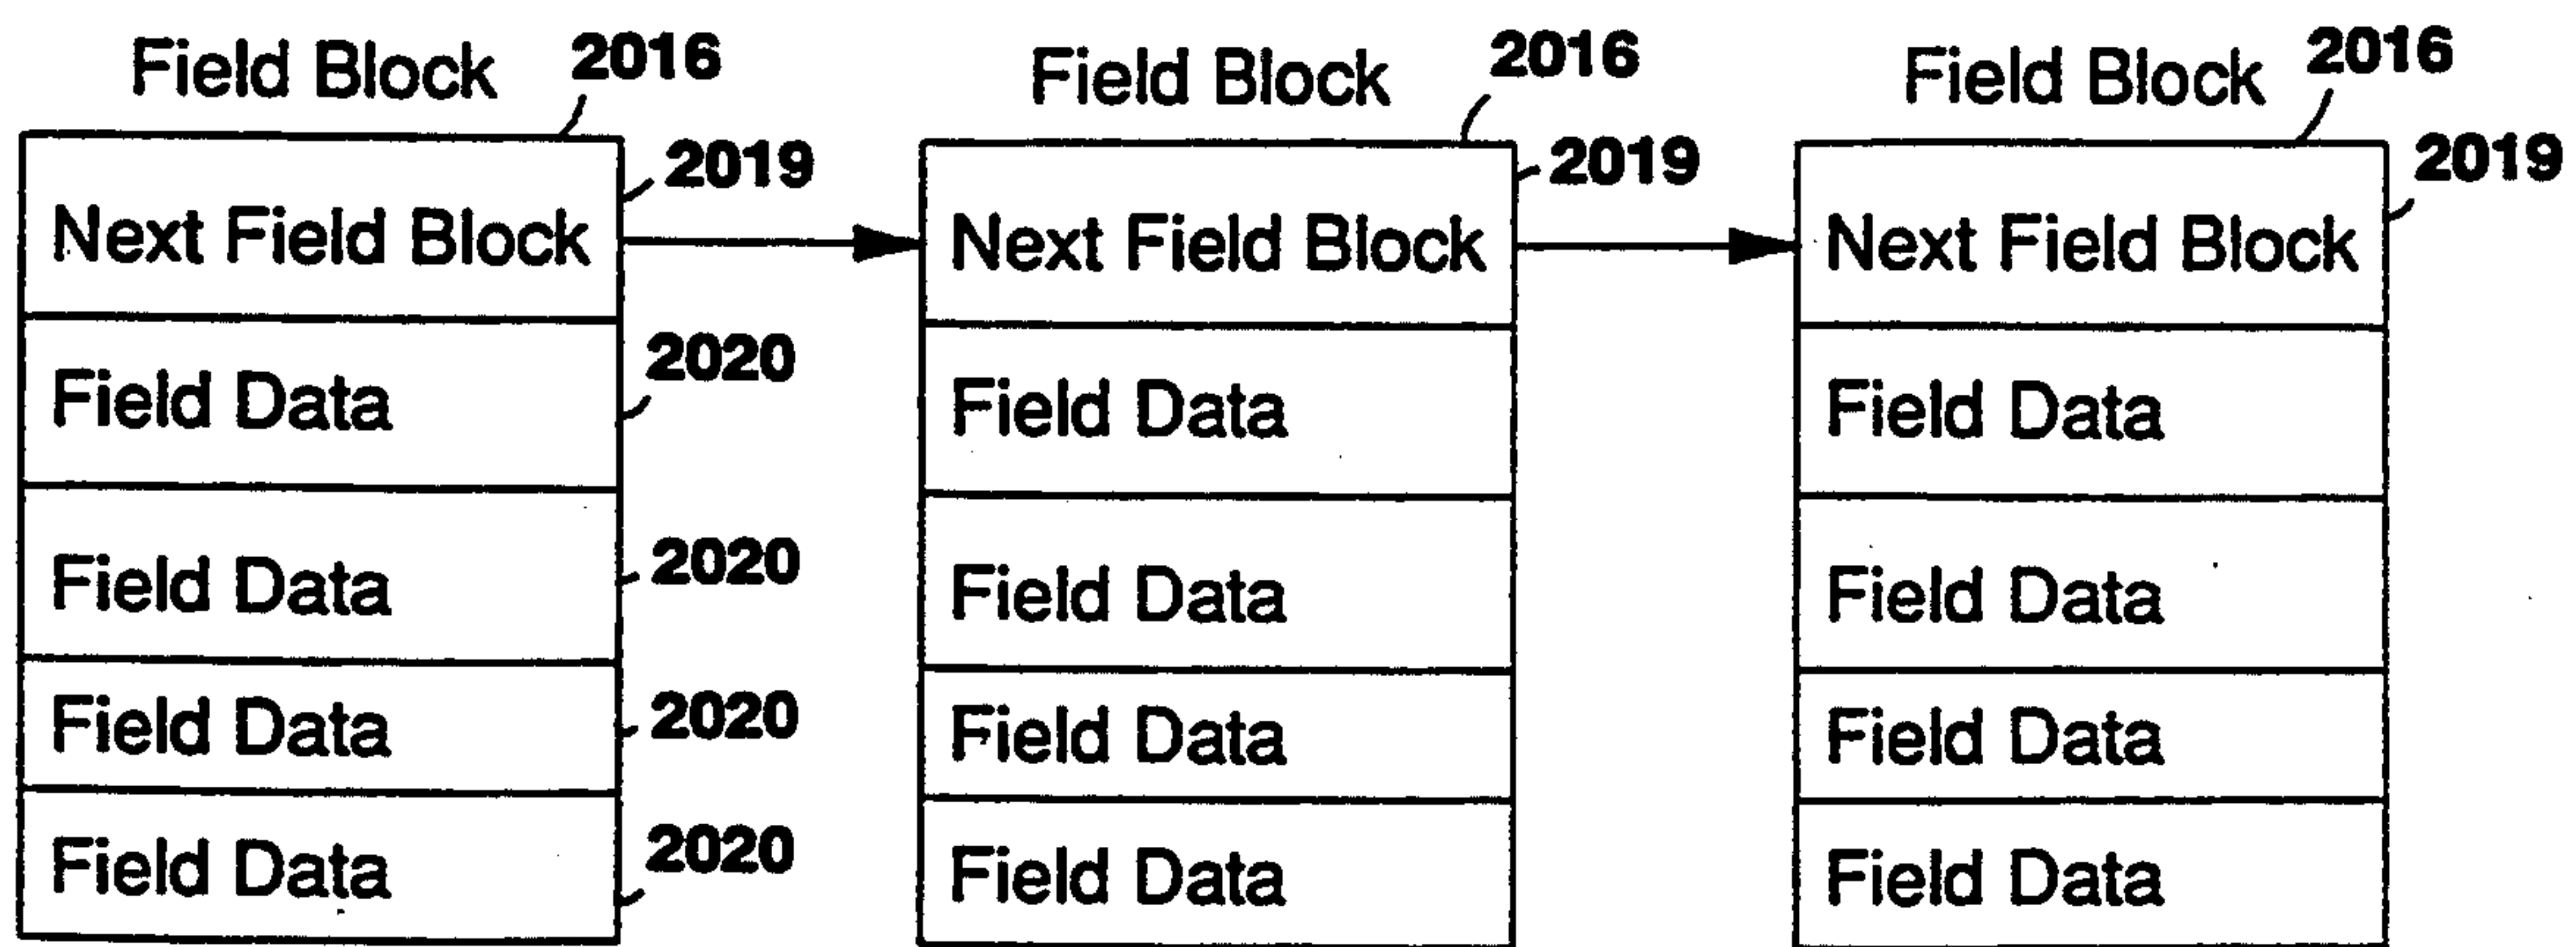 Field Block 2016 Field Block 2016 Field Block 2016
2019 2019 2019
Next Field Block Next Field Block Next Field Block
2020
Field Data Field Data Field Data
2020
Field Data Field Data Field Data
2020
Field Data Field Data Field Data
2020
Field Data Field Data Field Data